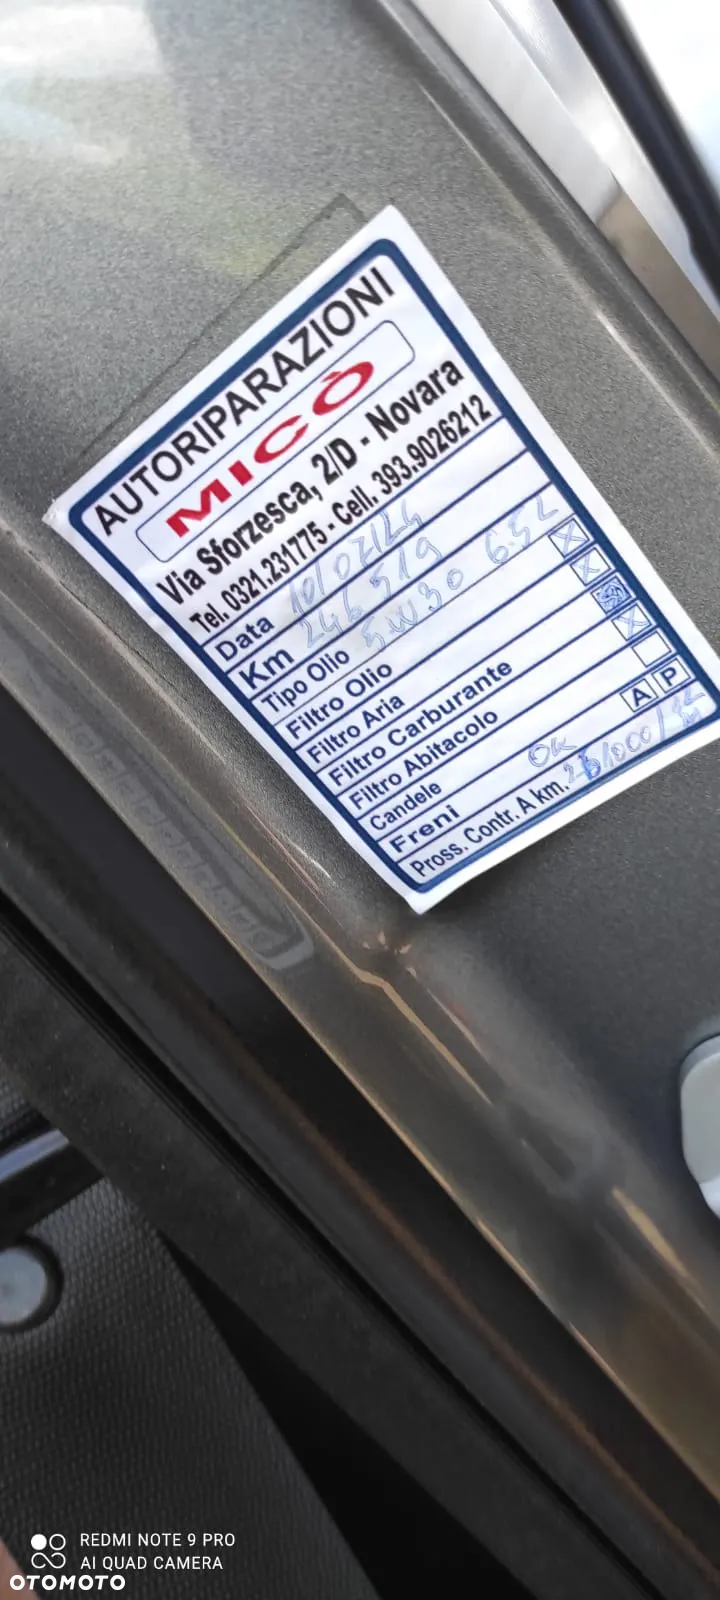 AUTORIPARAZIONI
MICÒ
Via Sforzesca, 2/D - Novara
Tel. 0321.231775 - Cell. 393.9026212
Data 10/07/24
Km 246519
Tipo Olio 5W30 6.5L
Filtro Olio X
Filtro Aria X
Filtro Carburante
Filtro Abitacolo X
Candele
Freni OK A P
Pross. Contr. A km.
REDMI NOTE 9 PRO
AI QUAD CAMERA
OTOMOTO